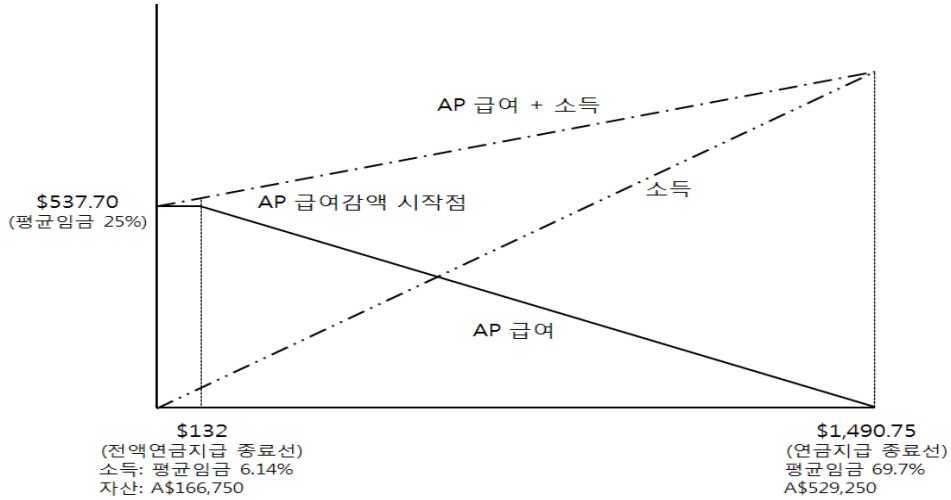 AP 급여 + 소득
소득
$537.70
(평균임금 25%)
AP 급여감액 시작점
AP 급여
$132
(전액연금지급 종료선)
소득: 평균임금 6.14%
자산: A$166,750
$1,490.75
(연금지급 종료선)
평균임금 69.7%
A$529,250